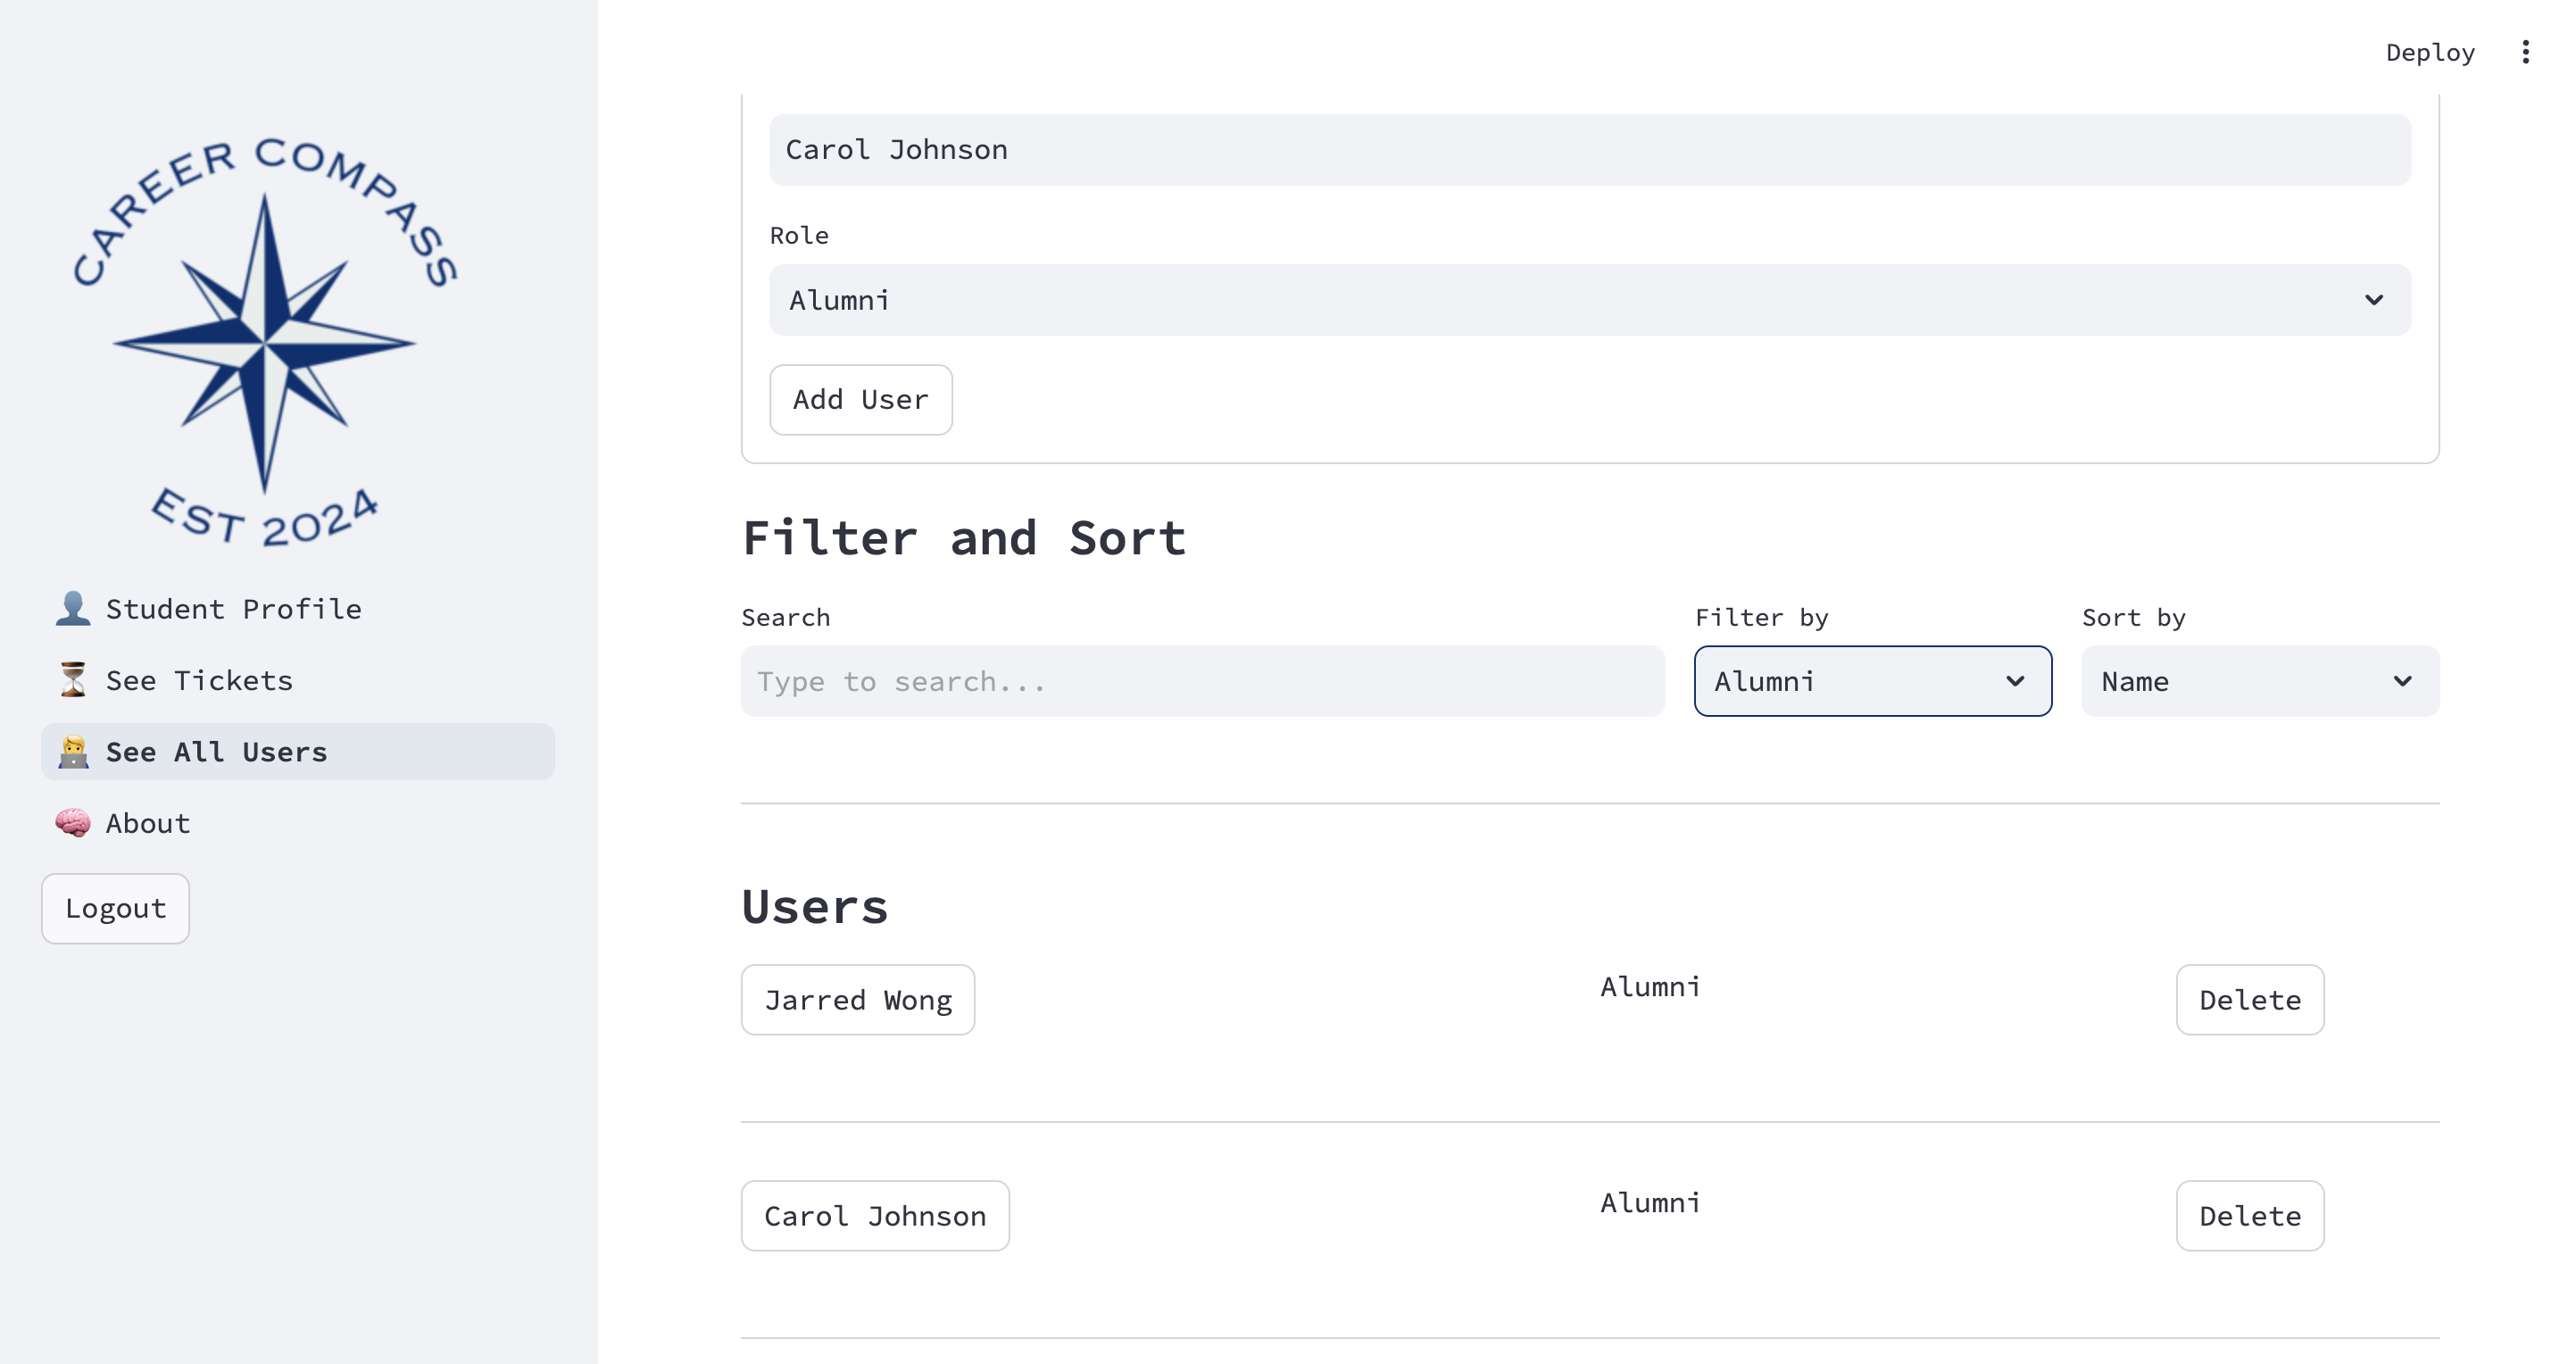 Deploy
CAREER COMPASS
EST 2024
Student Profile
See Tickets
See All Users
About
Logout
Carol Johnson
Role
Alumni
Add User
Filter and Sort
Search
Filter by
Sort by
Type to search...
Alumni
Name
Users
Jarred Wong
Alumni
Delete
Carol Johnson
Alumni
Delete